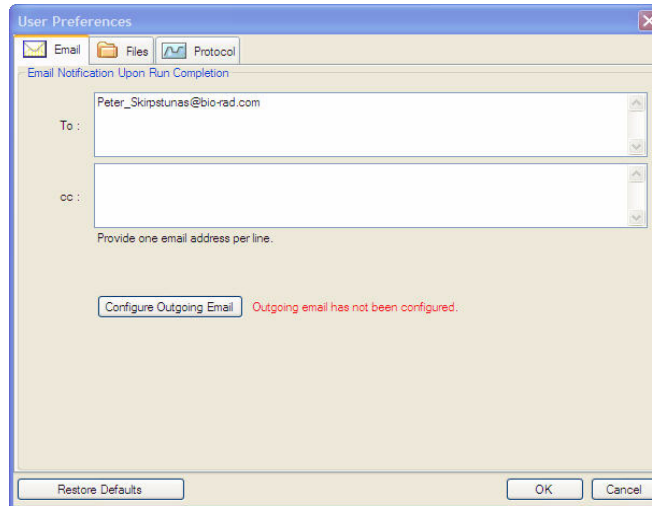 User Preferences
Email Files Protocol
Email Notification Upon Run Completion
To : Peter_Skirpstunas@bio-rad.com
cc :
Provide one email address per line.
Configure Outgoing Email Outgoing email has not been configured.
Restore Defaults OK Cancel